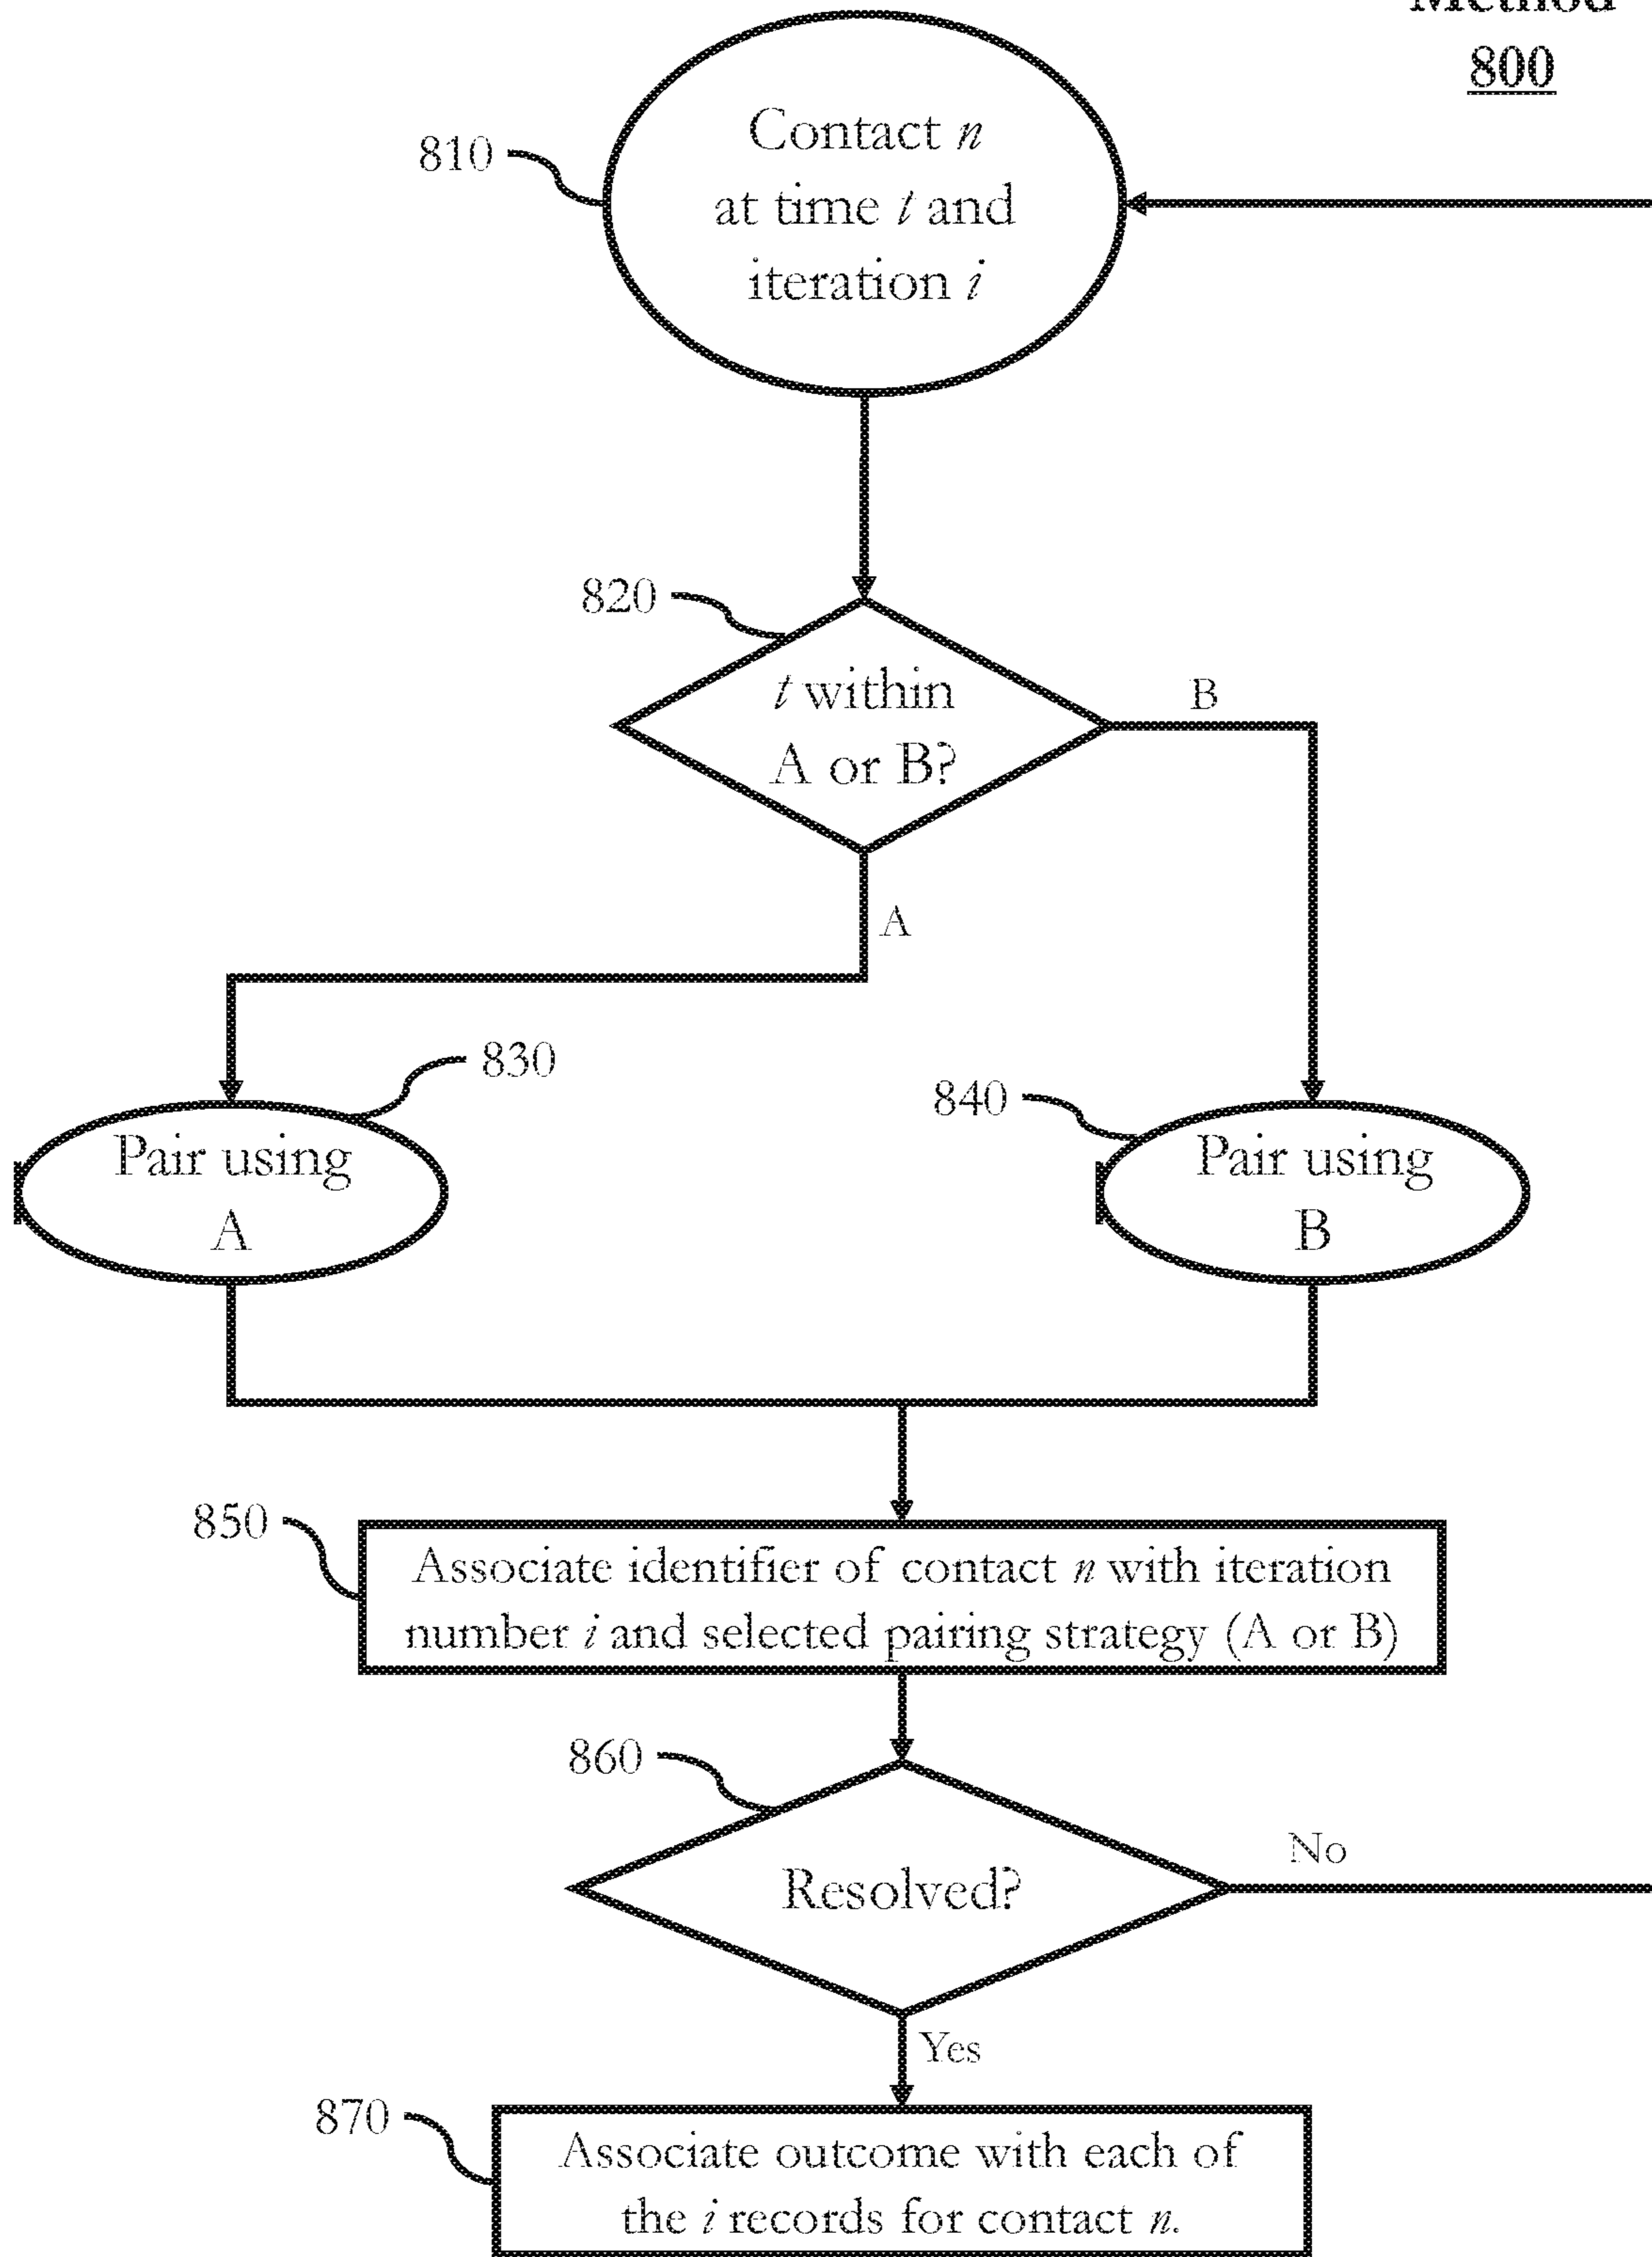 Method
800
810
Contact n
at time t and
iteration i
820
t within
A or B?
B
A
830
Pair using
A
840
Pair using
B
850
Associate identifier of contact n with iteration
number i and selected pairing strategy (A or B)
860
Resolved?
No
Yes
870
Associate outcome with each of
the i records for contact n.